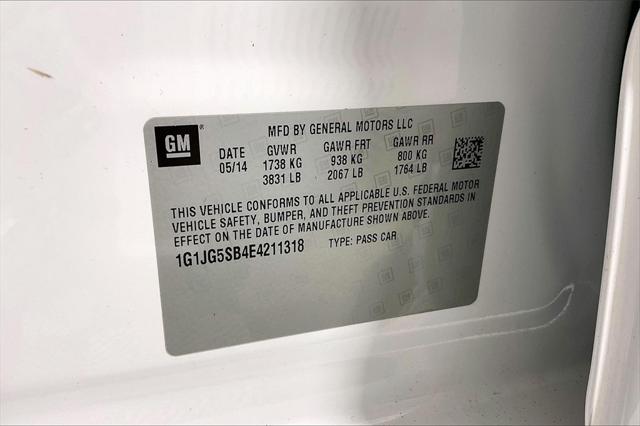 GM ®
MFD BY GENERAL MOTORS LLC
DATE GVWR GAWR FRT GAWR RR
05/14 1738 KG 938 KG 800 KG
3831 LB 2067 LB 1764 LB
THIS VEHICLE CONFORMS TO ALL APPLICABLE U.S. FEDERAL MOTOR
VEHICLE SAFETY, BUMPER, AND THEFT PREVENTION STANDARDS IN
EFFECT ON THE DATE OF MANUFACTURE SHOWN ABOVE.
1G1JG5SB4E4211318 TYPE: PASS CAR